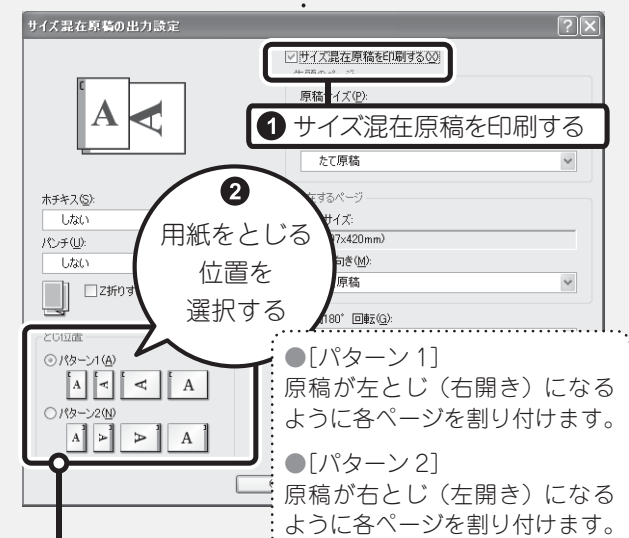 サイズ混在原稿の出力設定
サイズ混在原稿を印刷する(X)
原稿サイズ(P):
❶ サイズ混在原稿を印刷する
たて原稿
A
ホチキス(S):
しない
パンチ(U):
しない
❷
用紙をとじる
位置を
選択する
ページ
サイズ:
7x420mm)
向き(M):
原稿
180° 回転(G):
とじ位置
パターン1(A)
A A A A
パターン2(N)
A A A A
●[パターン 1]
原稿が左とじ（右開き）になる
ように各ページを割り付けます。
●[パターン 2]
原稿が右とじ（左開き）になる
ように各ページを割り付けます。